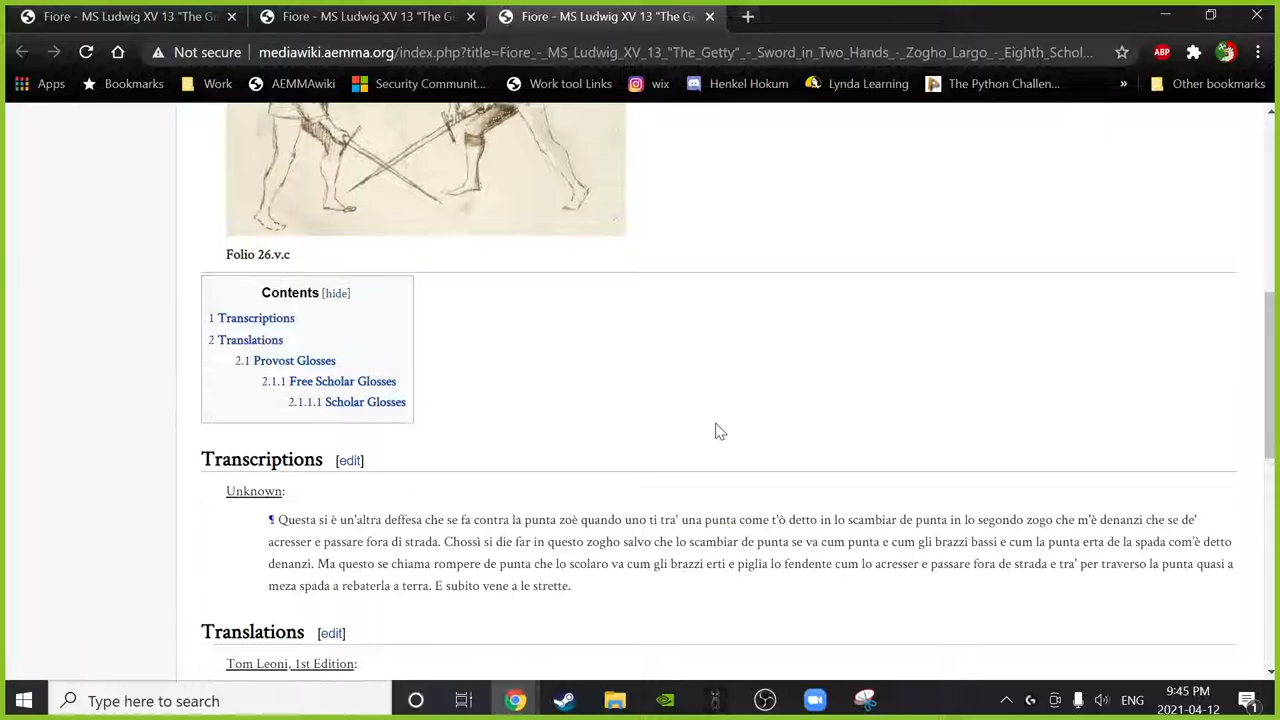 Fiore - MS Ludwig XV 13 "The G
Fiore - MS Ludwig XV 13 "The Ge
Fiore - MS Ludwig XV 13 "The Ge
Not secure
mediawiki.aemma.org/index.php?title=Fiore_-_MS_Ludwig_XV_13_"The_Getty"_-_Sword_in_Two_Hands_-_Zogho_Largo_-_Eighth_Schol...
ABP
Apps
Bookmarks
Work
AEMMAwiki
Security Communit...
Work tool Links
wix
Henkel Hokum
Lynda Learning
The Python Challen...
»
Other bookmarks
Folio 26.v.c
Contents [hide]
1 Transcriptions
2 Translations
2.1 Provost Glosses
2.1.1 Free Scholar Glosses
2.1.1.1 Scholar Glosses
Transcriptions [edit]
Unknown:
¶ Questa si è un'altra deffesa che se fa contra la punta zoè quando uno ti tra' una punta come t'ò detto in lo scambiar de punta in lo segondo zogo che m'è denanzi che se de'
acresser e passare fora di strada. Chossì si die far in questo zogho salvo che lo scambiar de punta se va cum punta e cum gli brazzi bassi e cum la punta erta de la spada com'è detto
denanzi. Ma questo se chiama rompere de punta che lo scolaro va cum gli brazzi erti e piglia lo fendente cum lo acresser e passare fora de strada e tra' per traverso la punta quasi a
meza spada a rebaterla a terra. E subito vene a le strette.
Translations [edit]
Tom Leoni, 1st Edition:
Type here to search
ENG
9:45 PM
2021-04-12
1